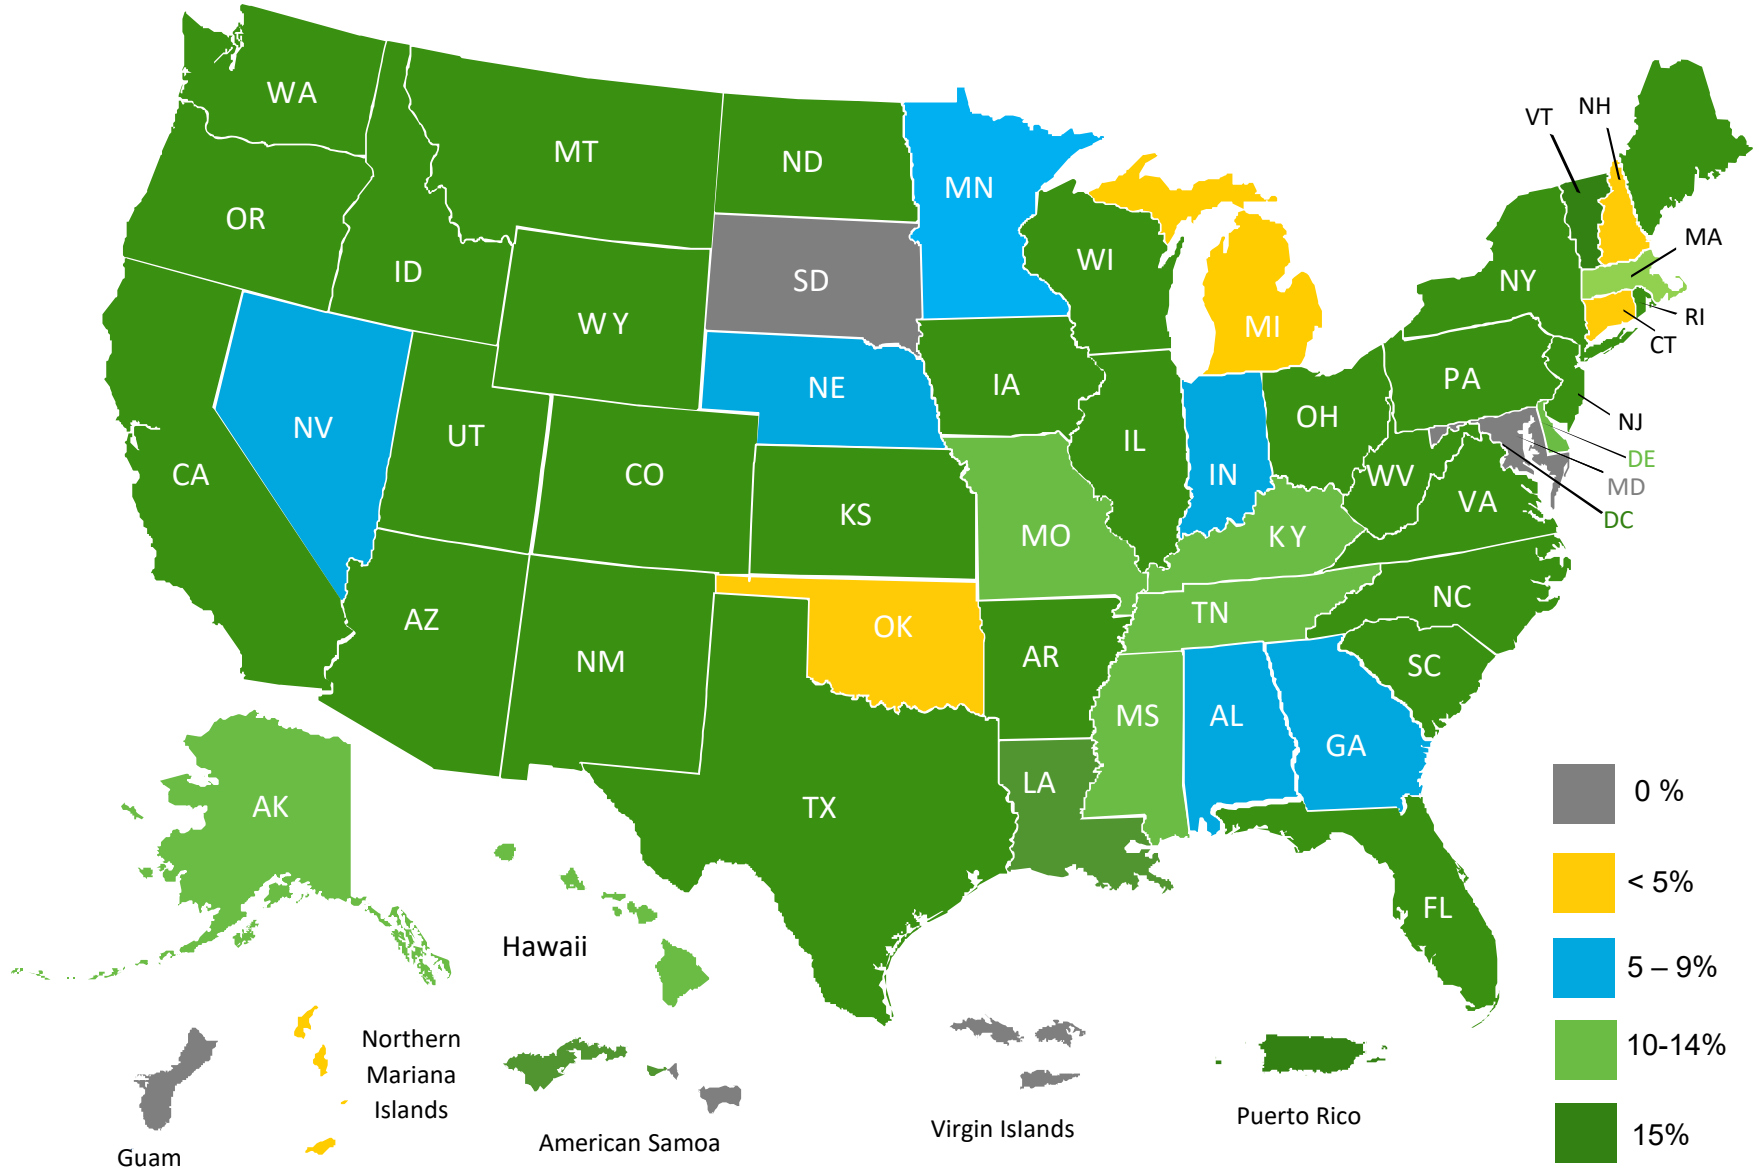 WA
MT
ND
MN
VT
NH
OR
ID
WY
SD
WI
MI
NY
MA
RI
CT
NV
UT
CO
NE
IA
IL
IN
OH
PA
NJ
CA
KS
MO
KY
WV
VA
DE
MD
DC
AZ
NM
OK
AR
TN
NC
SC
MS
AL
GA
LA
TX
FL
AK
Hawaii
0 %
< 5%
5 – 9%
10-14%
15%
Guam
Northern
Mariana
Islands
American Samoa
Virgin Islands
Puerto Rico